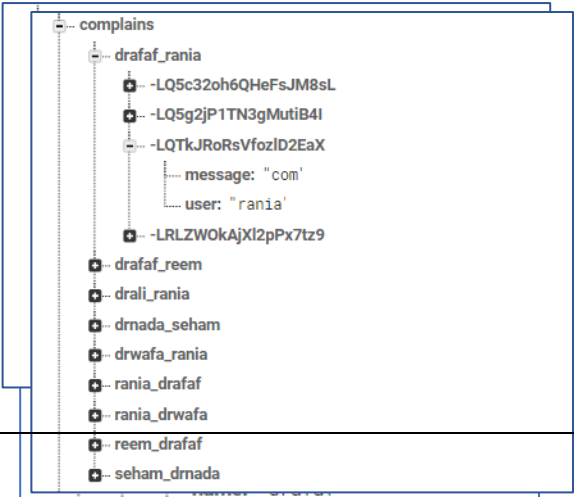 complains
drafaf_rania
-LQ5c32oh6QHeFsJM8sL
-LQ5g2jP1TN3gMutiB4I
-LQTkJRoRsVfozlD2EaX
message: "com'
user: "rania'
-LRLZWOkAjXl2pPx7tz9
drafaf_reem
drali_rania
drnada_seham
drwafa_rania
rania_drafaf
rania_drwafa
reem_drafaf
seham_drnada